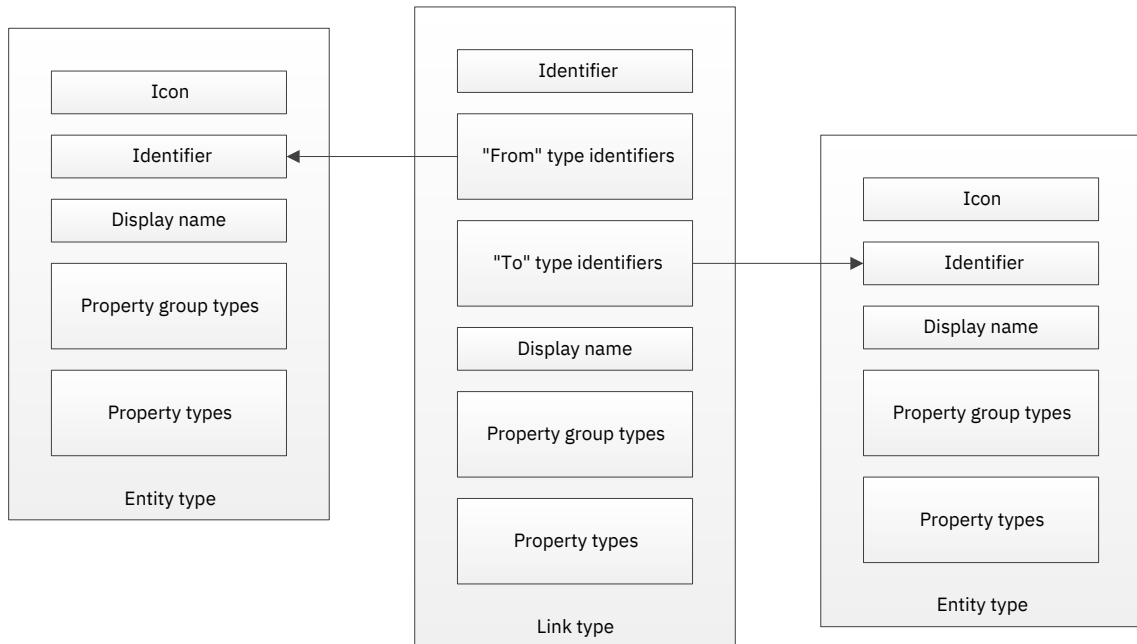 Icon
Identifier
Display name
Property group types
Property types
Entity type
Identifier
"From" type identifiers
"To" type identifiers
Display name
Property group types
Property types
Link type
Icon
Identifier
Display name
Property group types
Property types
Entity type